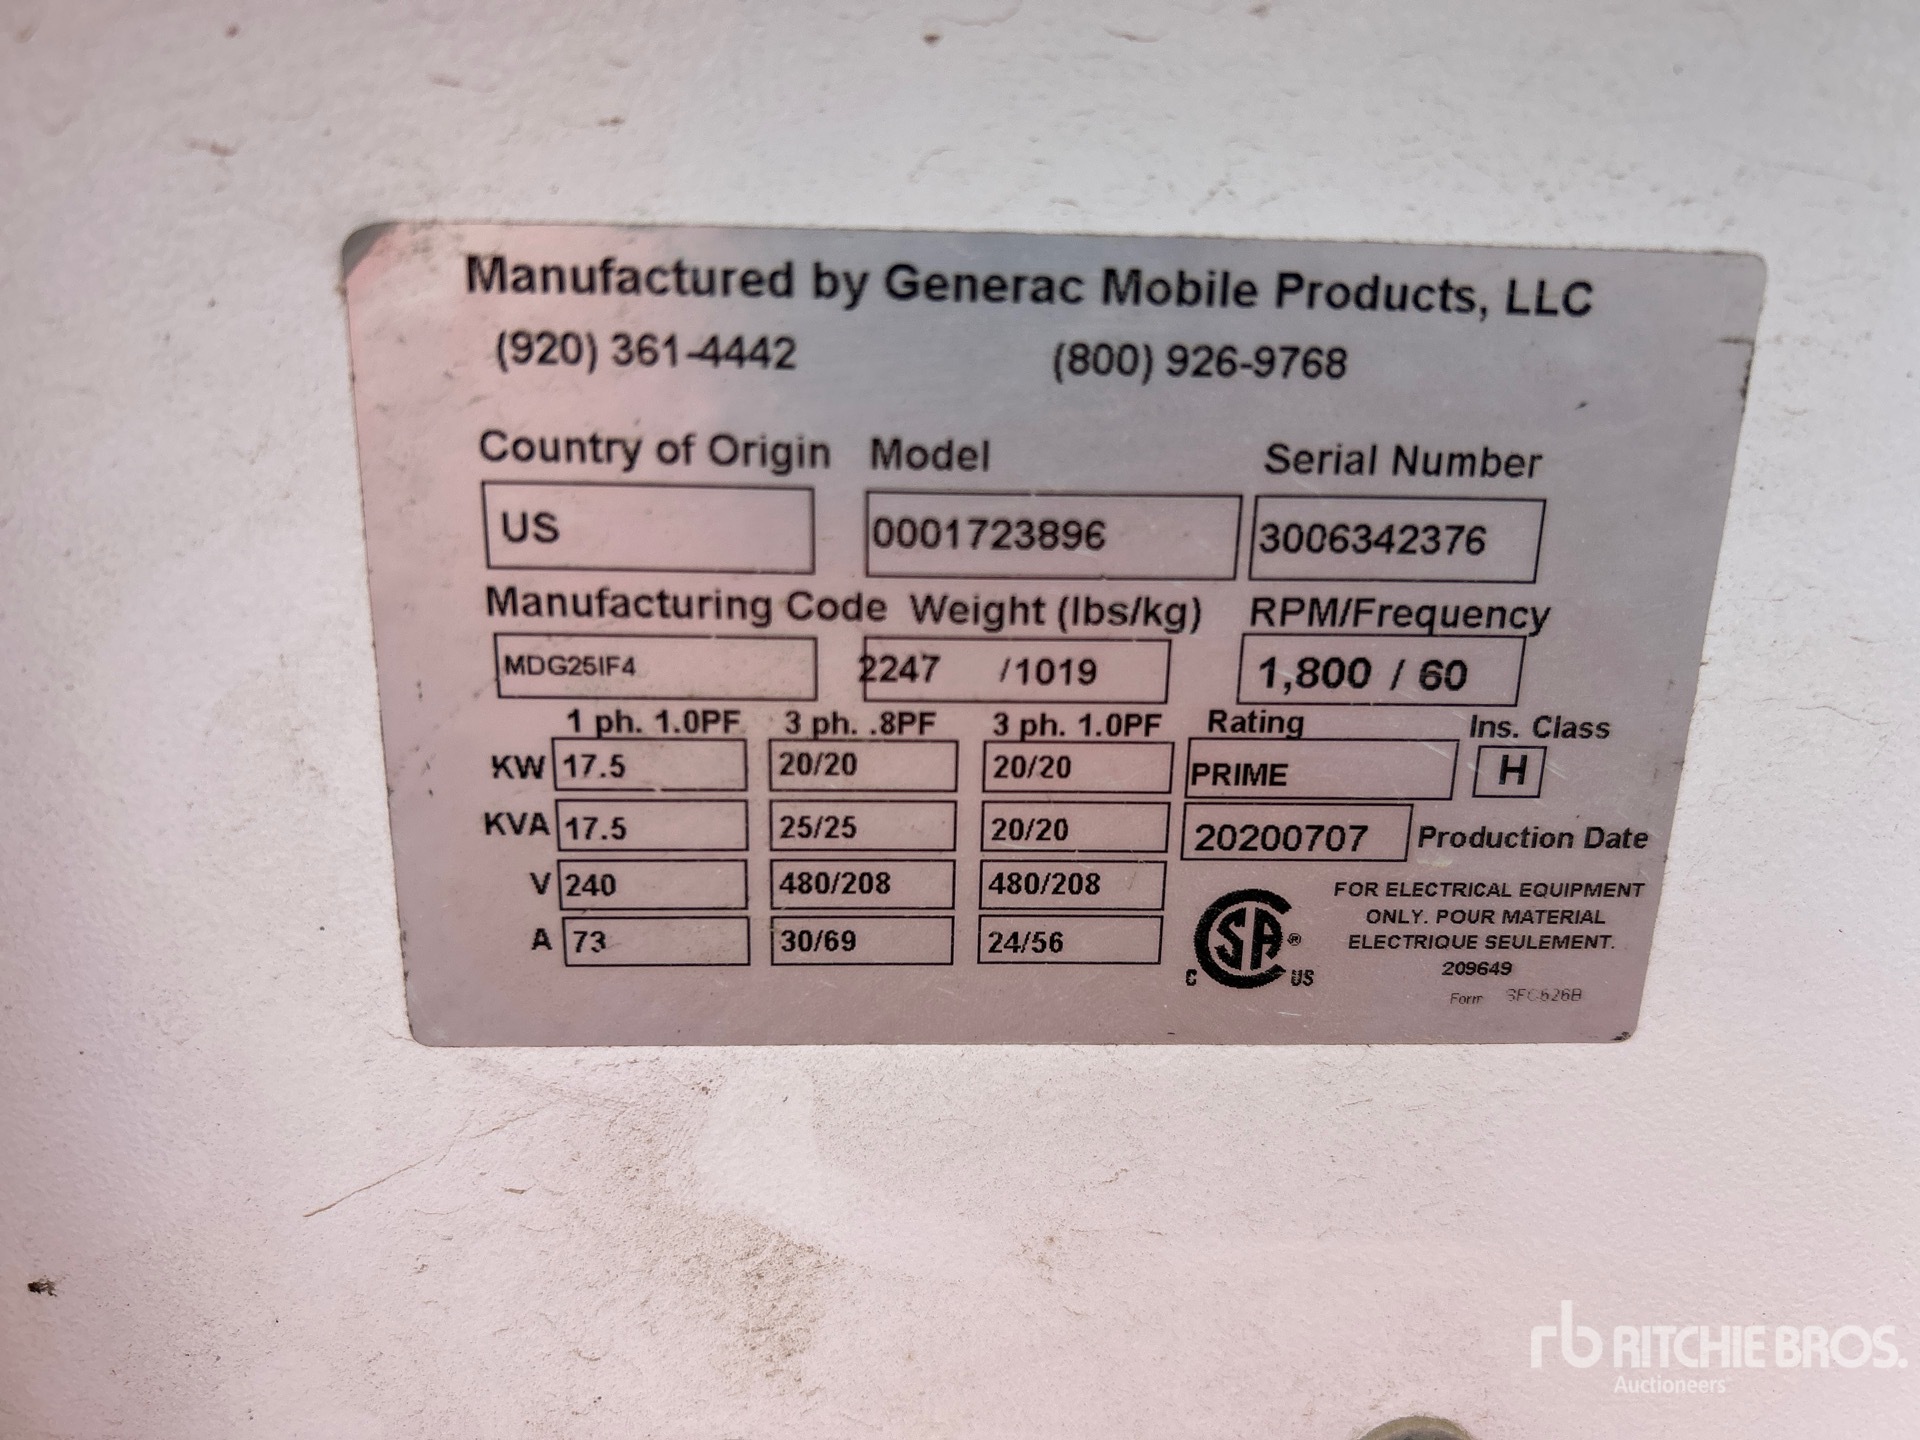 Manufactured by Generac Mobile Products, LLC
(920) 361-4442 (800) 926-9768
Country of Origin Model Serial Number
US 0001723896 3006342376
Manufacturing Code Weight (lbs/kg) RPM/Frequency
MDG25IF4 2247 /1019 1,800 / 60
1 ph. 1.0PF 3 ph. .8PF 3 ph. 1.0PF Rating Ins. Class
KW 17.5 20/20 20/20 PRIME H
KVA 17.5 25/25 20/20 20200707 Production Date
V 240 480/208 480/208
A 73 30/69 24/56
CSA ® C US
FOR ELECTRICAL EQUIPMENT
ONLY. POUR MATERIAL
ELECTRIQUE SEULEMENT.
209649
Form
rb RITCHIE BROS.
Auctioneers